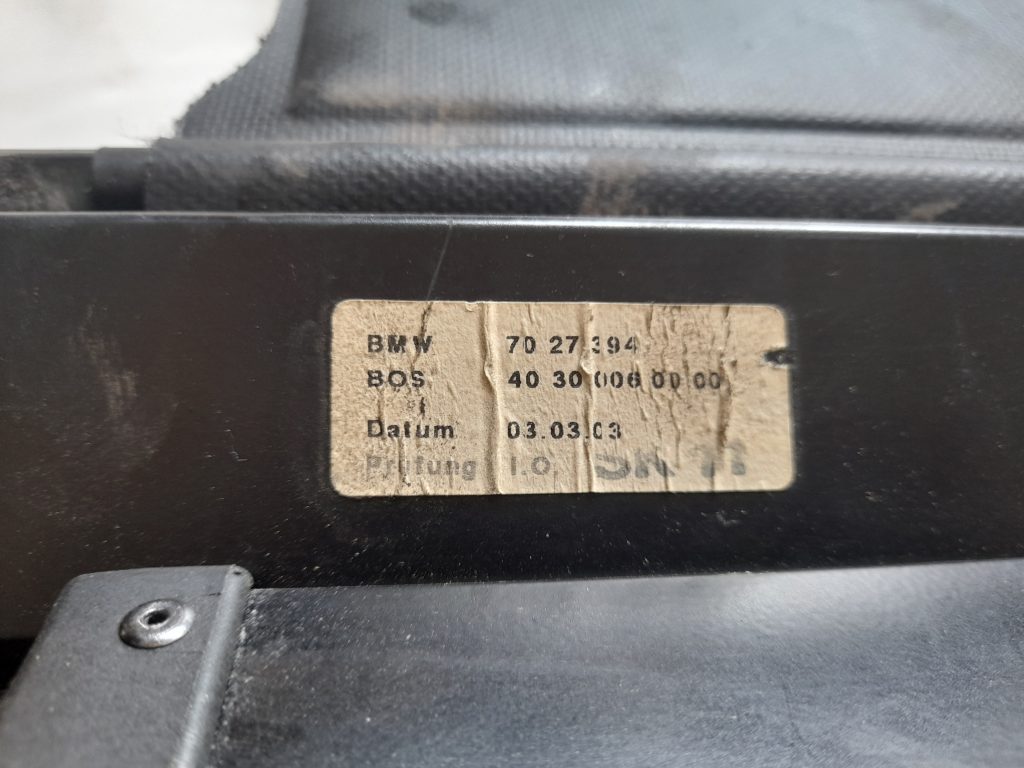 BMW 70 27 394
BOS 40 30 006 00 00
Datum 03.03.03
Prüfung I.O.